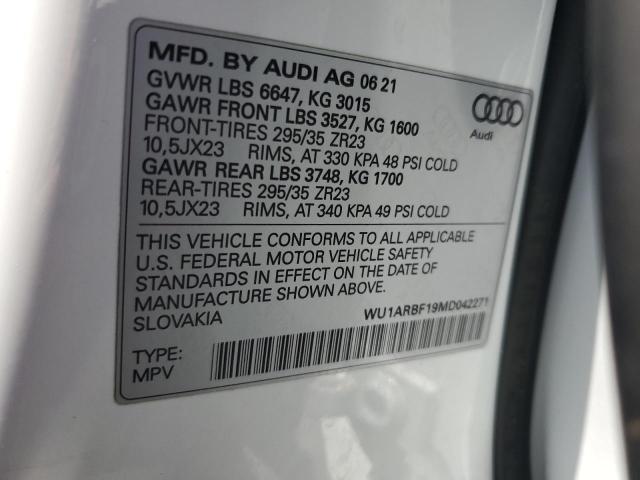 MFD. BY AUDI AG 06 21
GVWR LBS 6647, KG 3015
GAWR FRONT LBS 3527, KG 1600
FRONT-TIRES 295/35 ZR23
10,5JX23 RIMS, AT 330 KPA 48 PSI COLD
GAWR REAR LBS 3748, KG 1700
REAR-TIRES 295/35 ZR23
10,5JX23 RIMS, AT 340 KPA 49 PSI COLD
Audi
THIS VEHICLE CONFORMS TO ALL APPLICABLE
U.S. FEDERAL MOTOR VEHICLE SAFETY
STANDARDS IN EFFECT ON THE DATE OF
MANUFACTURE SHOWN ABOVE.
SLOVAKIA
WU1ARBF19MD042271
TYPE:
MPV